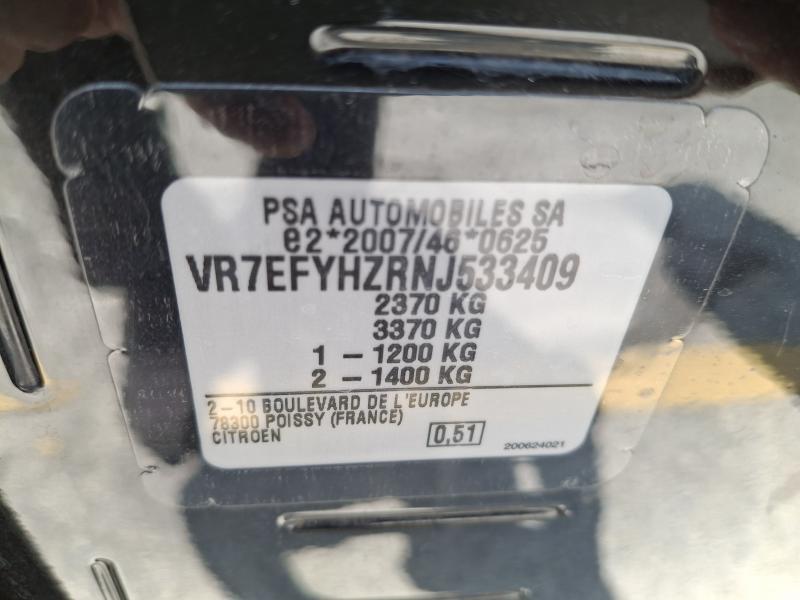 PSA AUTOMOBILES SA
e2*2007/46*0625
VR7EFYHZRNJ533409
2370 KG
3370 KG
1 – 1200 KG
2 – 1400 KG
2 – 10 BOULEVARD DE L'EUROPE
78300 POISSY (FRANCE)
CITROEN
0,51
200624021